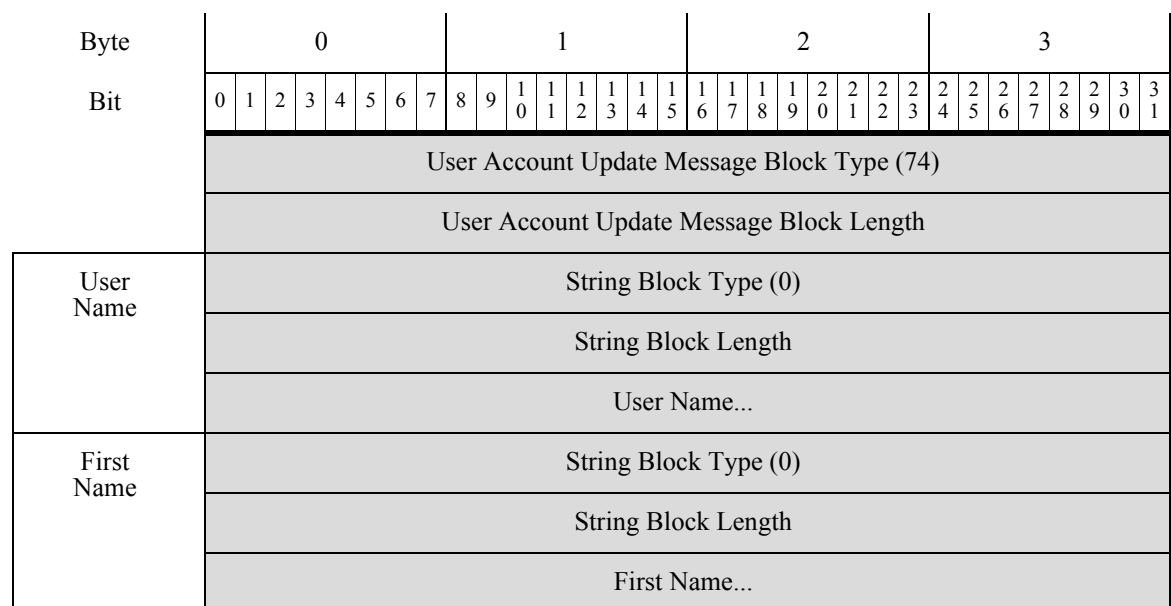 Byte 0 1 2 3
Bit 0 1 2 3 4 5 6 7 8 9 10 11 12 13 14 15 16 17 18 19 20 21 22 23 24 25 26 27 28 29 30 31
User Account Update Message Block Type (74)
User Account Update Message Block Length
User
Name
String Block Type (0)
String Block Length
User Name...
First
Name
String Block Type (0)
String Block Length
First Name...